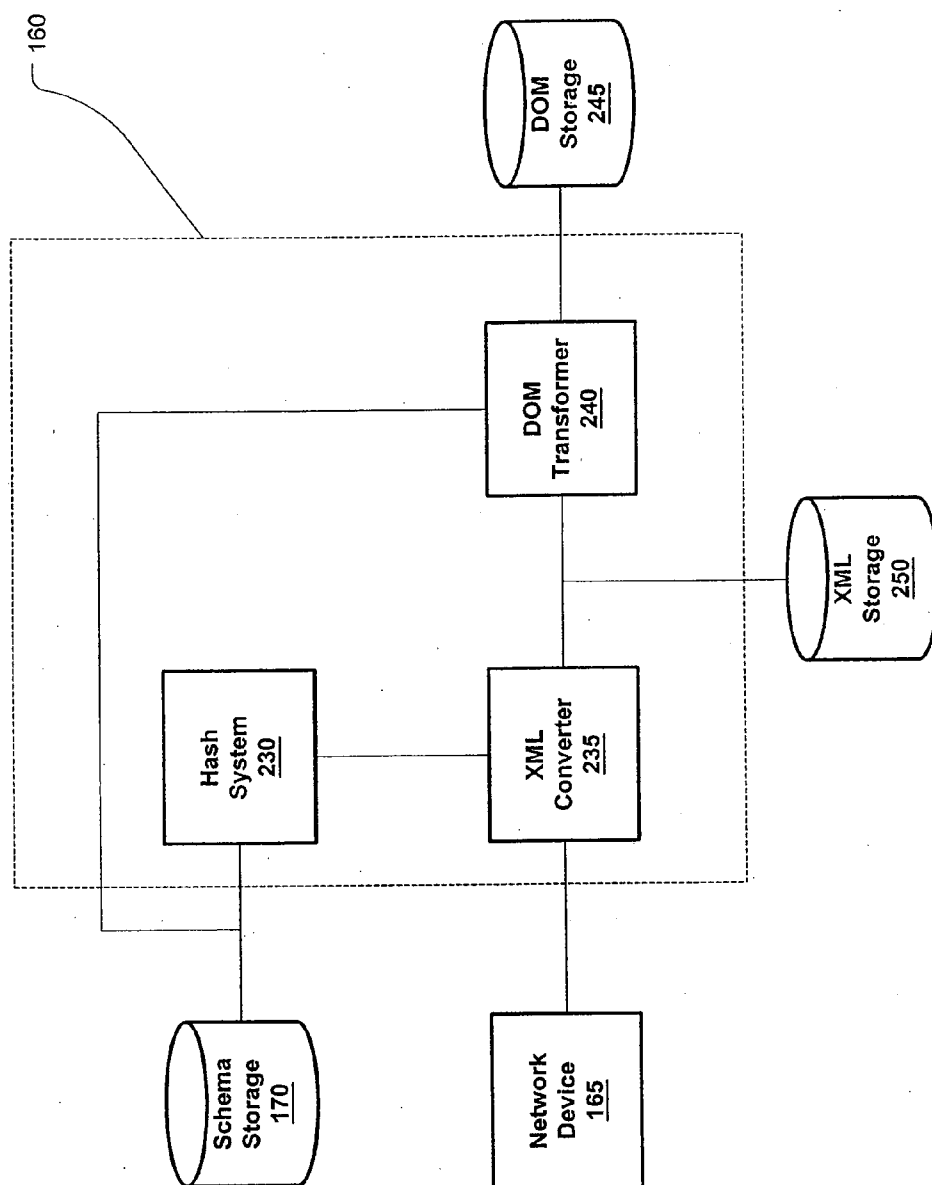 160
Schema
Storage
170
Hash
System
230
Network
Device
165
XML
Converter
235
DOM
Transformer
240
DOM
Storage
245
XML
Storage
250